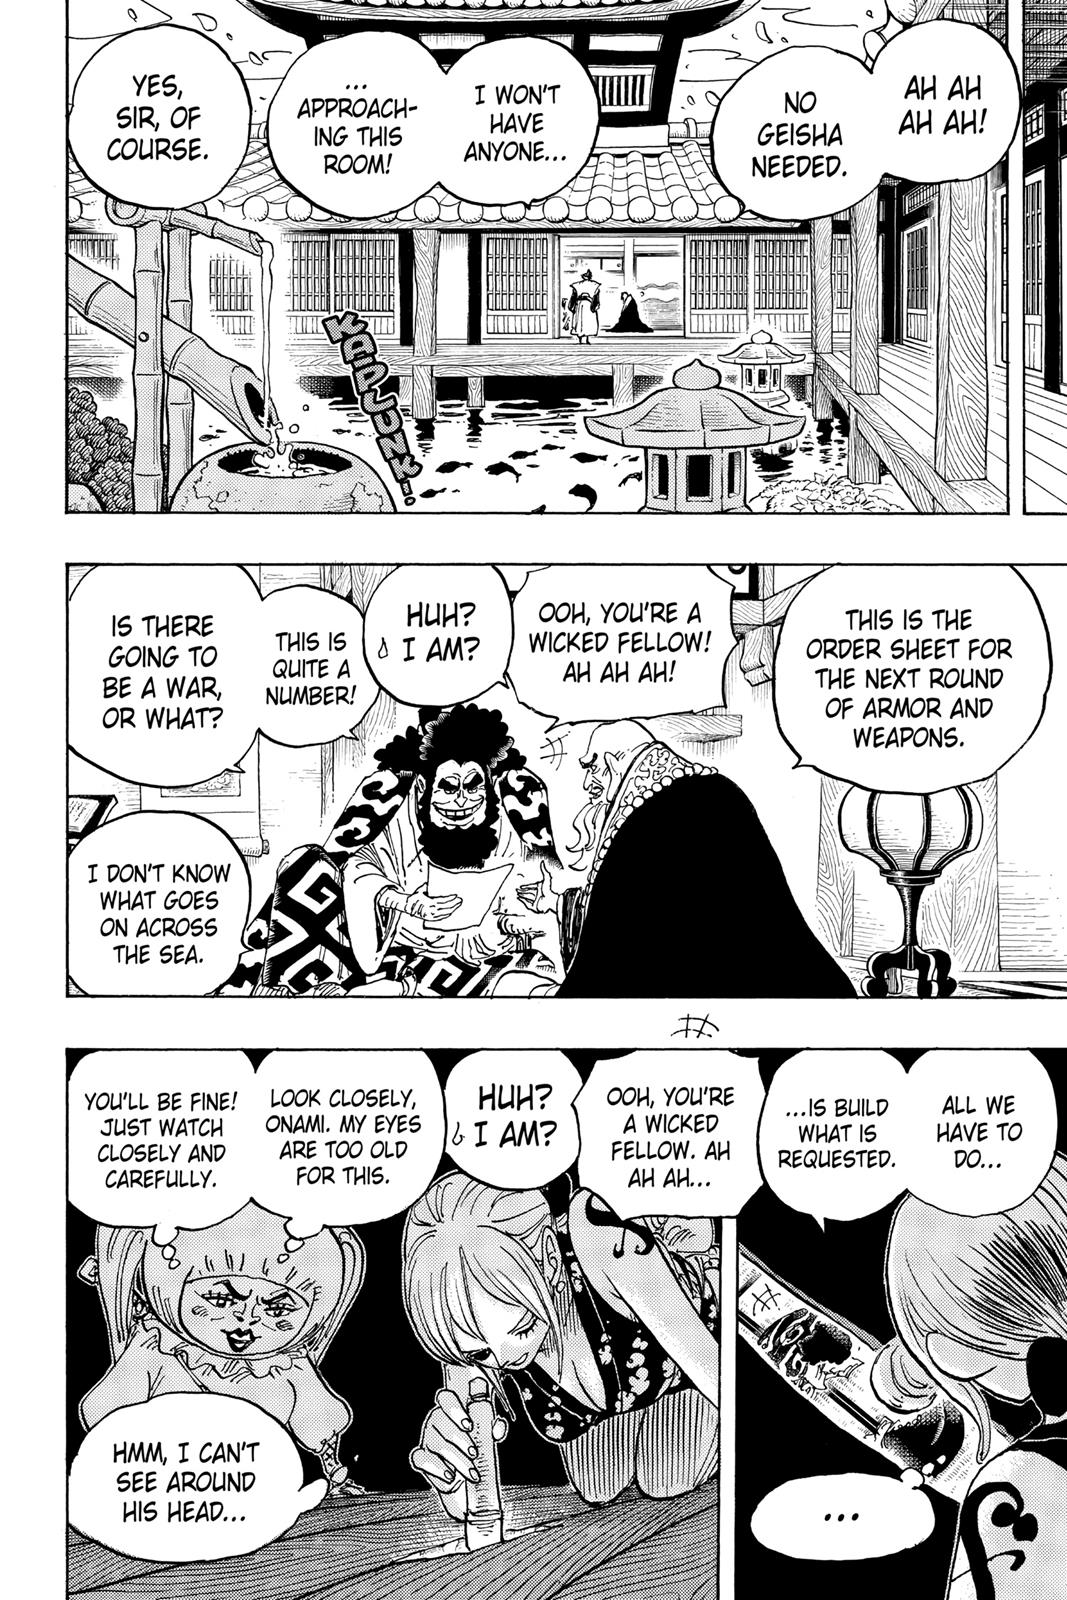 AH AH
AH AH!
NO
GEISHA
NEEDED.
I WON'T
HAVE
ANYONE...
...
APPROACH-
ING THIS
ROOM!
YES,
SIR, OF
COURSE.
KA-PLUNK!
THIS IS THE
ORDER SHEET FOR
THE NEXT ROUND
OF ARMOR AND
WEAPONS.
OOH, YOU'RE A
WICKED FELLOW!
AH AH AH!
HUH?
I AM?
THIS IS
QUITE A
NUMBER!
IS THERE
GOING TO
BE A WAR,
OR WHAT?
I DON'T KNOW
WHAT GOES
ON ACROSS
THE SEA.
ALL WE
HAVE TO
DO...
...IS BUILD
WHAT IS
REQUESTED.
...
OOH, YOU'RE
A WICKED
FELLOW. AH
AH AH...
HUH?
I AM?
LOOK CLOSELY,
ONAMI. MY EYES
ARE TOO OLD
FOR THIS.
YOU'LL BE FINE!
JUST WATCH
CLOSELY AND
CAREFULLY.
HMM, I CAN'T
SEE AROUND
HIS HEAD...